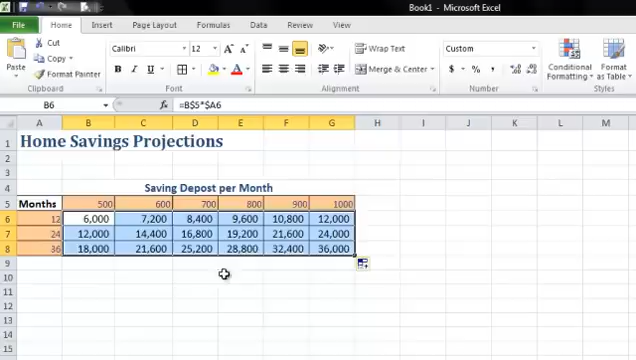 Book1 - Microsoft Excel
File Home Insert Page Layout Formulas Data Review View
Paste Cut Copy Format Painter Calibri 12 A A B I U Wrap Text Merge & Center Custom $ % , Conditional Formatting Format as Table
Clipboard Font Alignment Number
B6 fx =B$5*$A6
A B C D E F G H I J K L M
1 Home Savings Projections
2
3
4 Saving Depost per Month
5 Months 500 600 700 800 900 1000
6 12 6,000 7,200 8,400 9,600 10,800 12,000
7 24 12,000 14,400 16,800 19,200 21,600 24,000
8 36 18,000 21,600 25,200 28,800 32,400 36,000
9
10
11
12
13
14
15